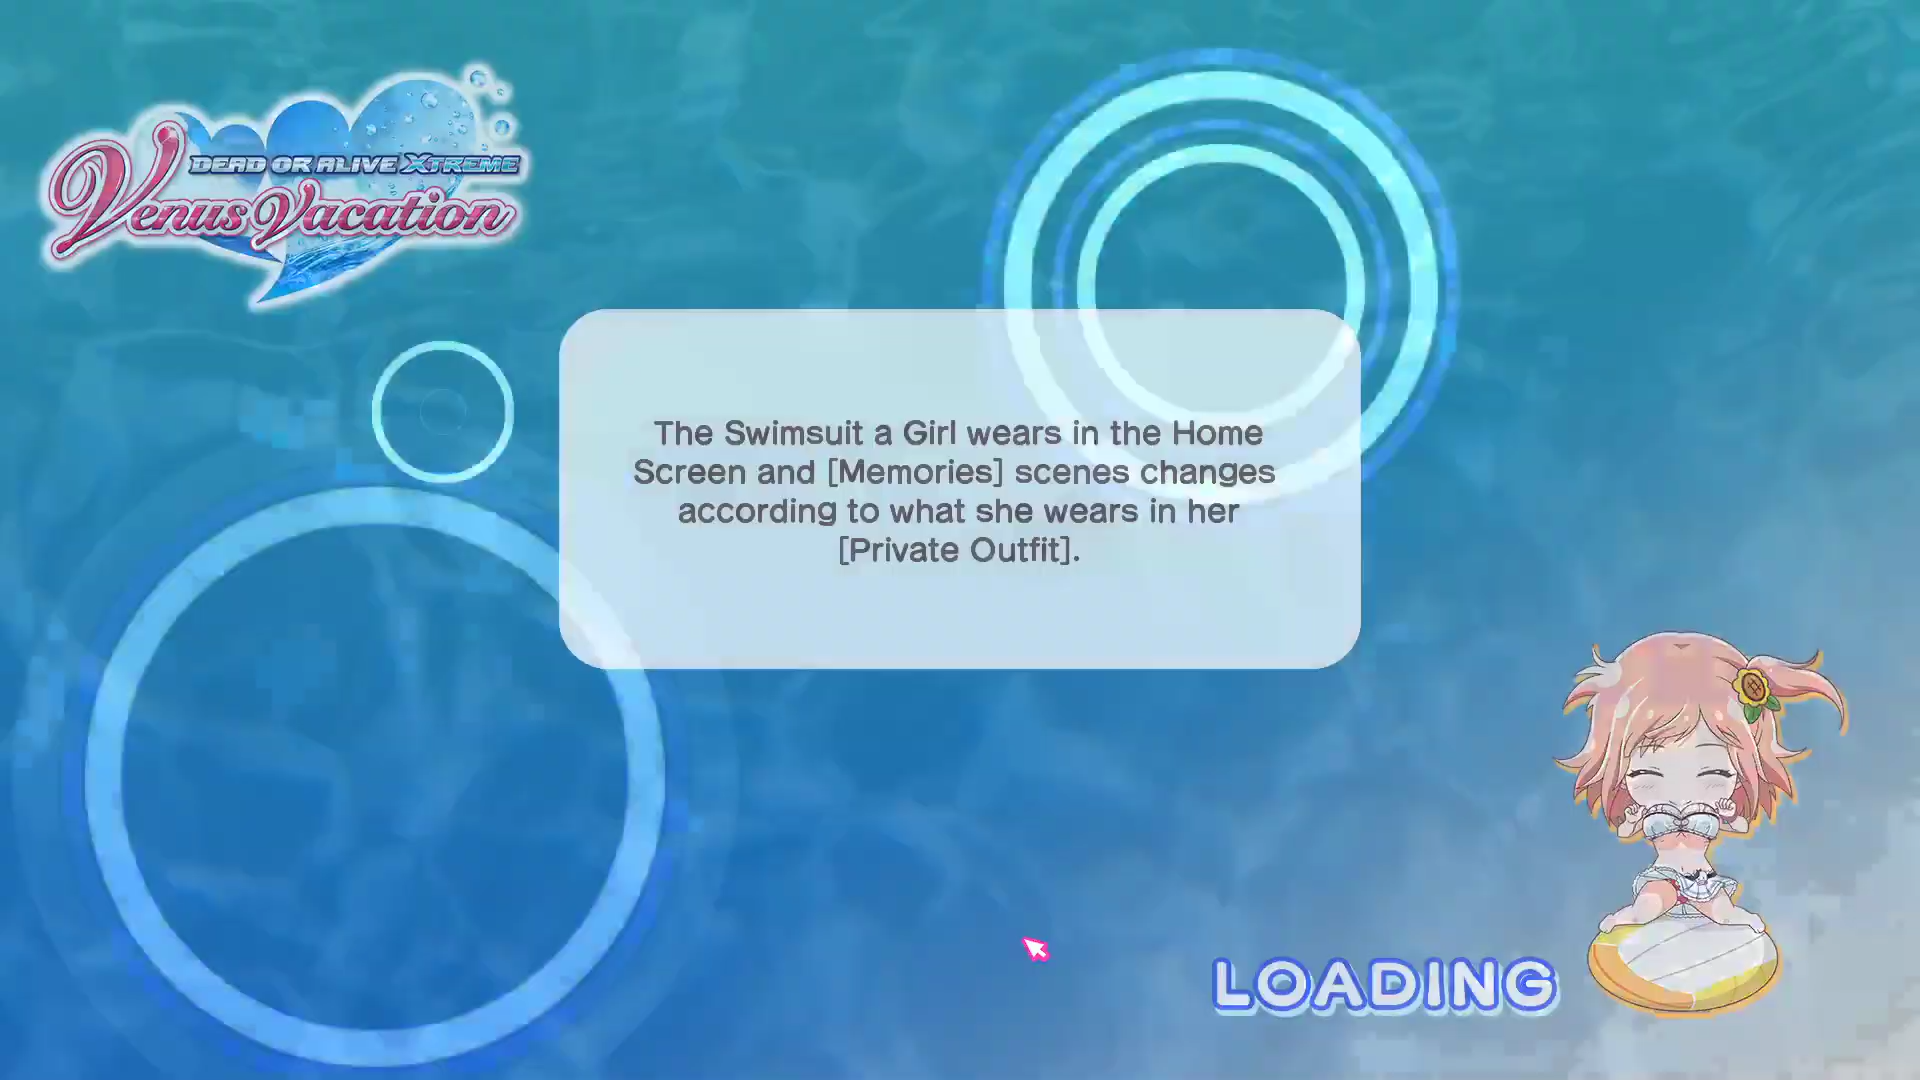 DEAD OR ALIVE XTREME
Venus Vacation
The Swimsuit a Girl wears in the Home
Screen and [Memories] scenes changes
according to what she wears in her
[Private Outfit].
LOADING